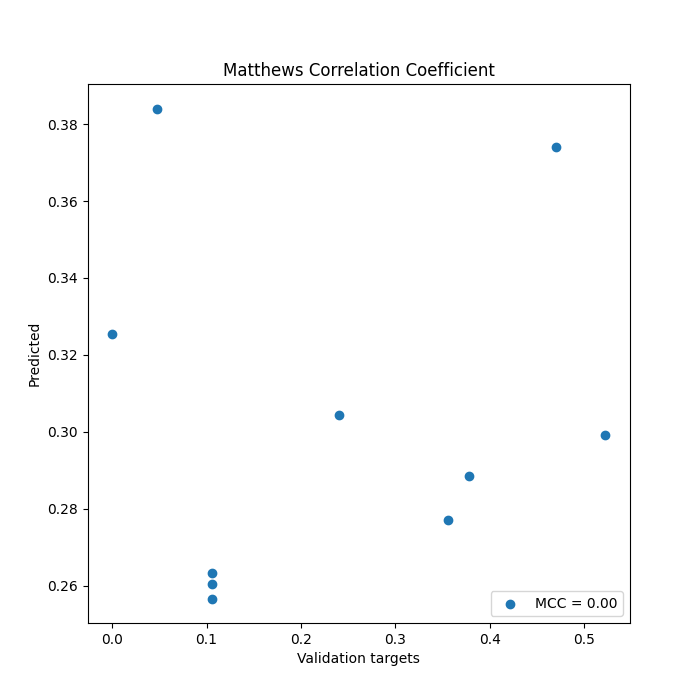 Matthews Correlation Coefficient
0.38
0.36
0.34
0.32
0.30
0.28
0.26
Predicted
MCC = 0.00
0.0 0.1 0.2 0.3 0.4 0.5
Validation targets